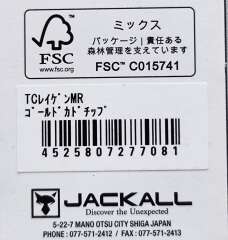 ミックス
パッケージ | 責任ある
森林管理を支えています
FSC™ C015741
FSC
www.fsc.org
TCレイゲンMR
ゴールドカドチップ
4525807277081
JACKALL
Discover the Unexpected
5-22-7 MANO OTSU CITY SHIGA JAPAN
PHONE : 077-571-2412 / FAX : 077-571-2413